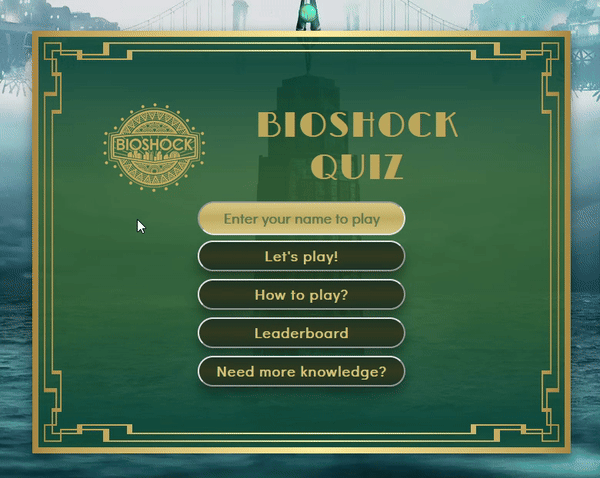 BIOSHOCK
BIOSHOCK
QUIZ
Enter your name to play
Let's play!
How to play?
Leaderboard
Need more knowledge?